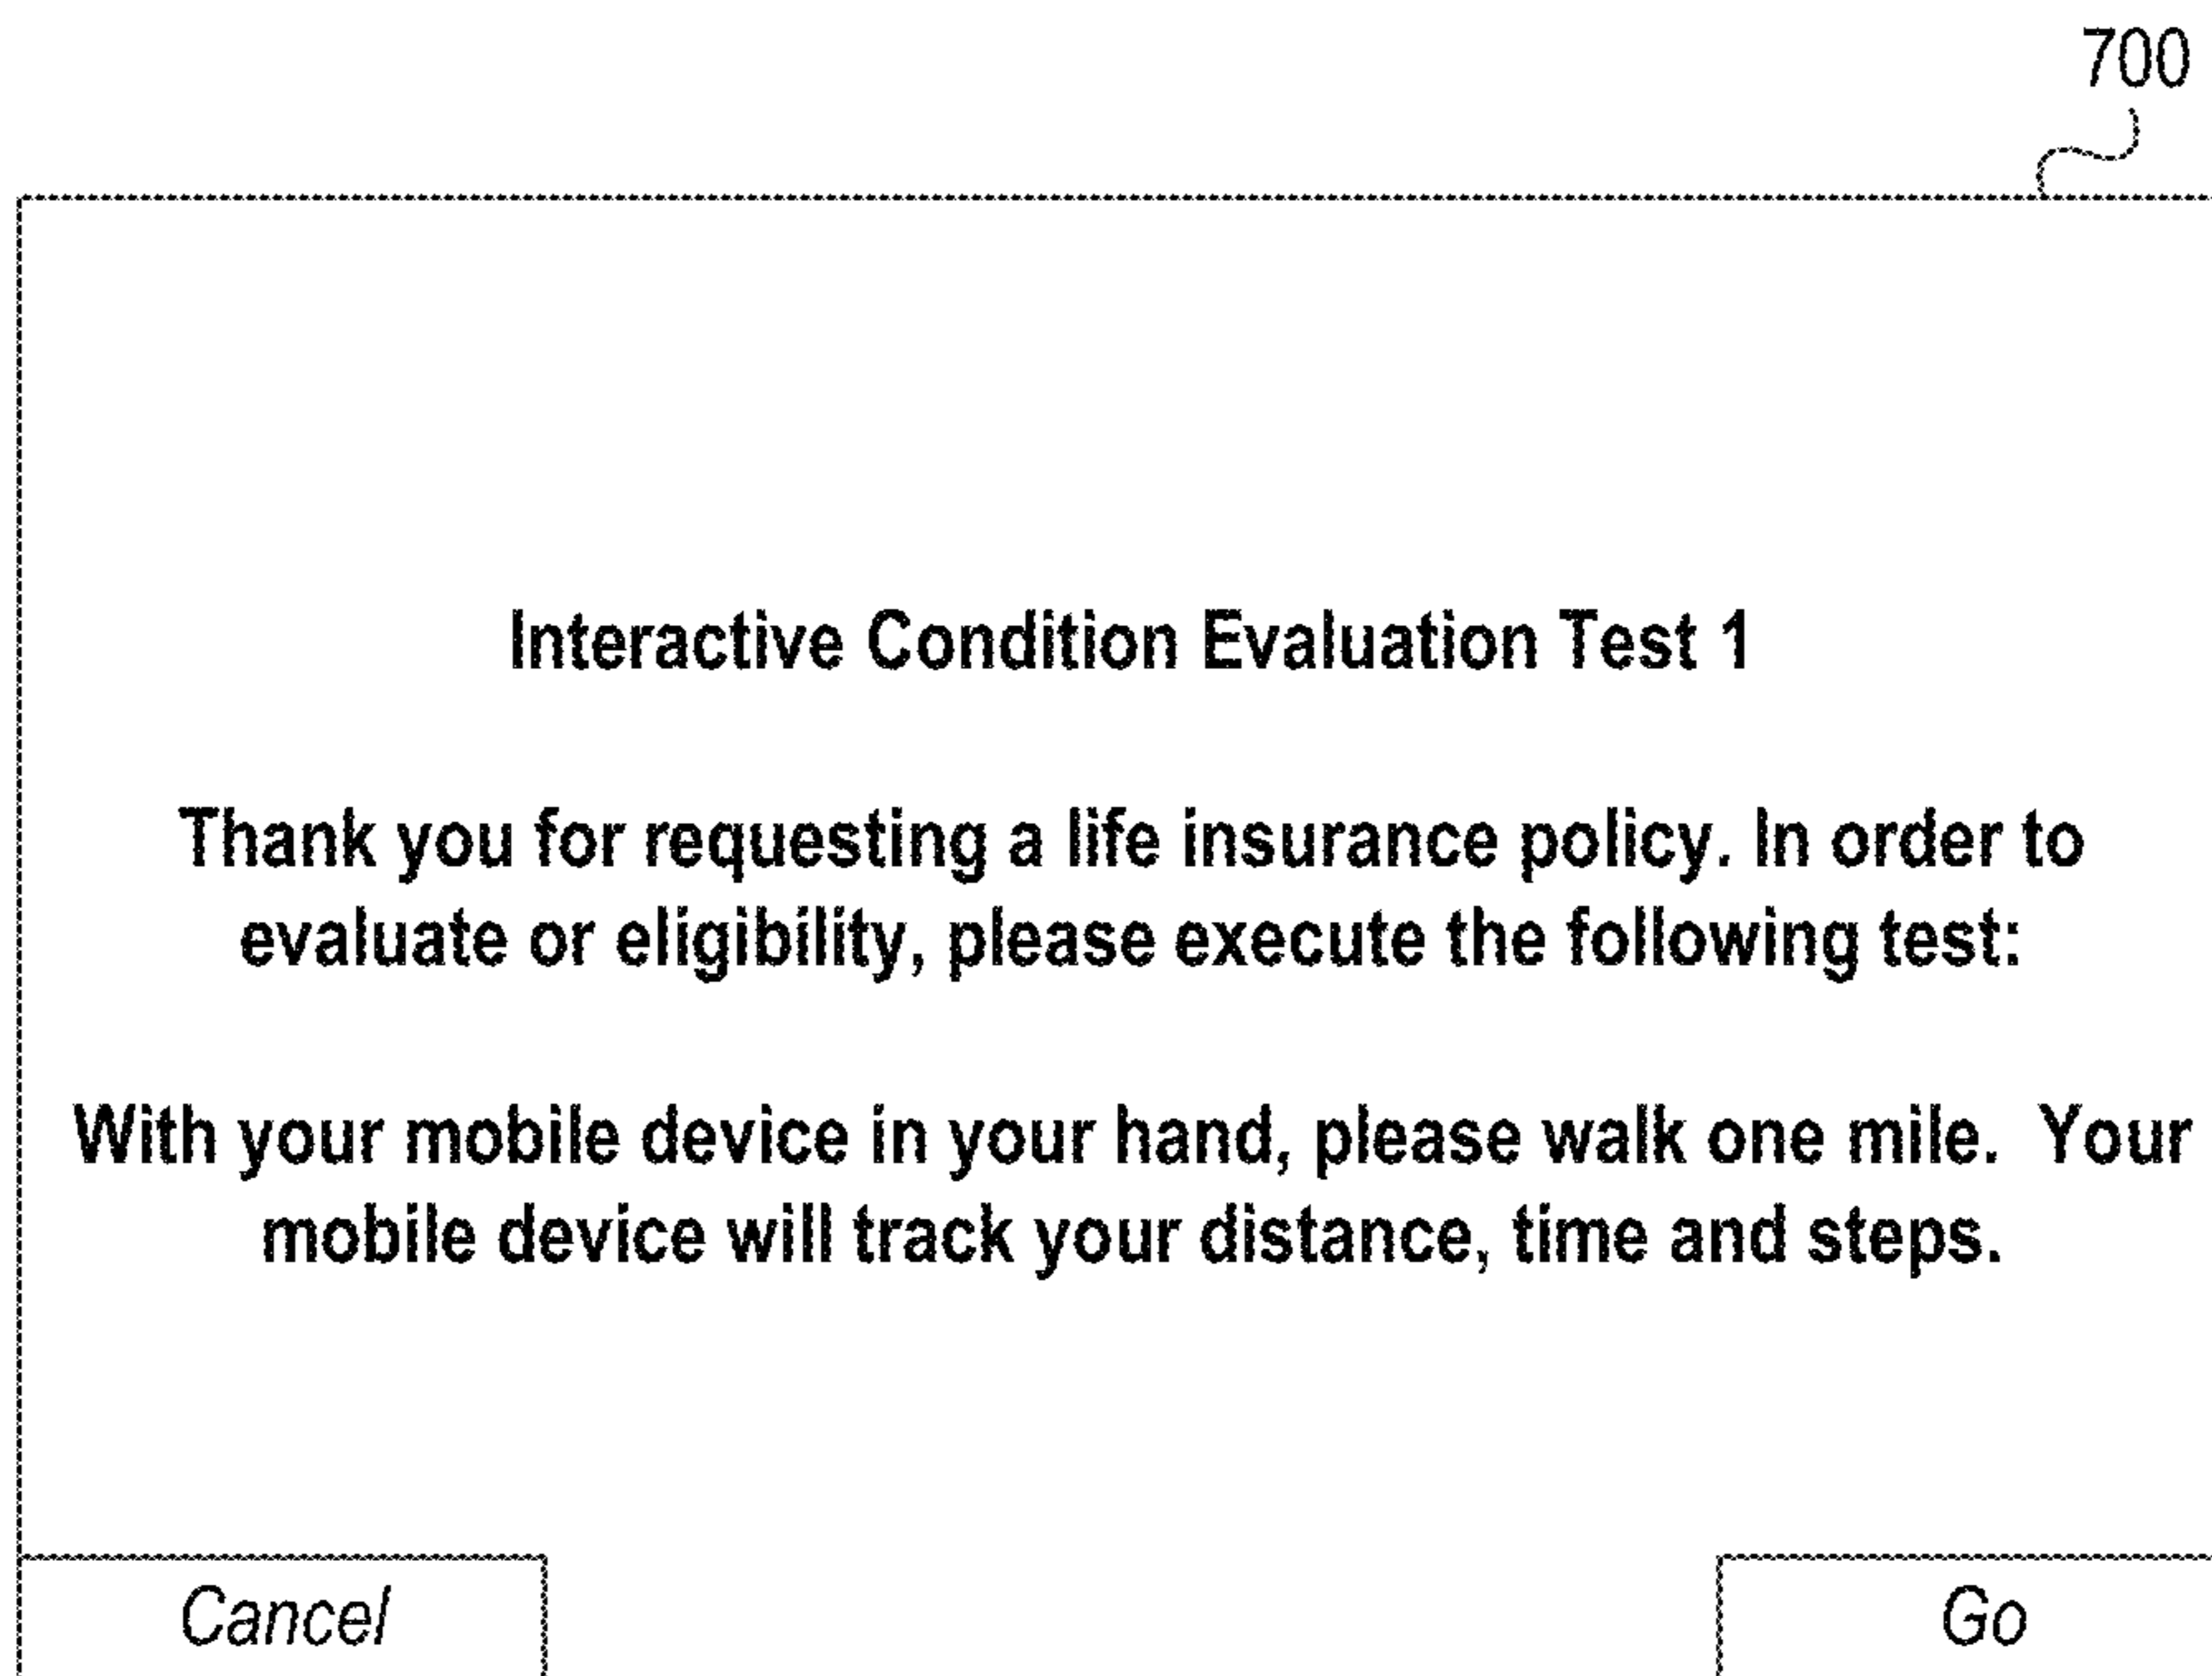 700
Interactive Condition Evaluation Test 1
Thank you for requesting a life insurance policy. In order to
evaluate or eligibility, please execute the following test:
With your mobile device in your hand, please walk one mile. Your
mobile device will track your distance, time and steps.
Cancel
Go